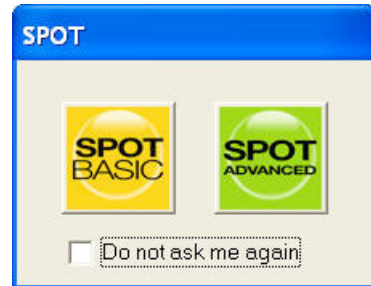 SPOT
SPOT
BASIC
SPOT
ADVANCED
Do not ask me again